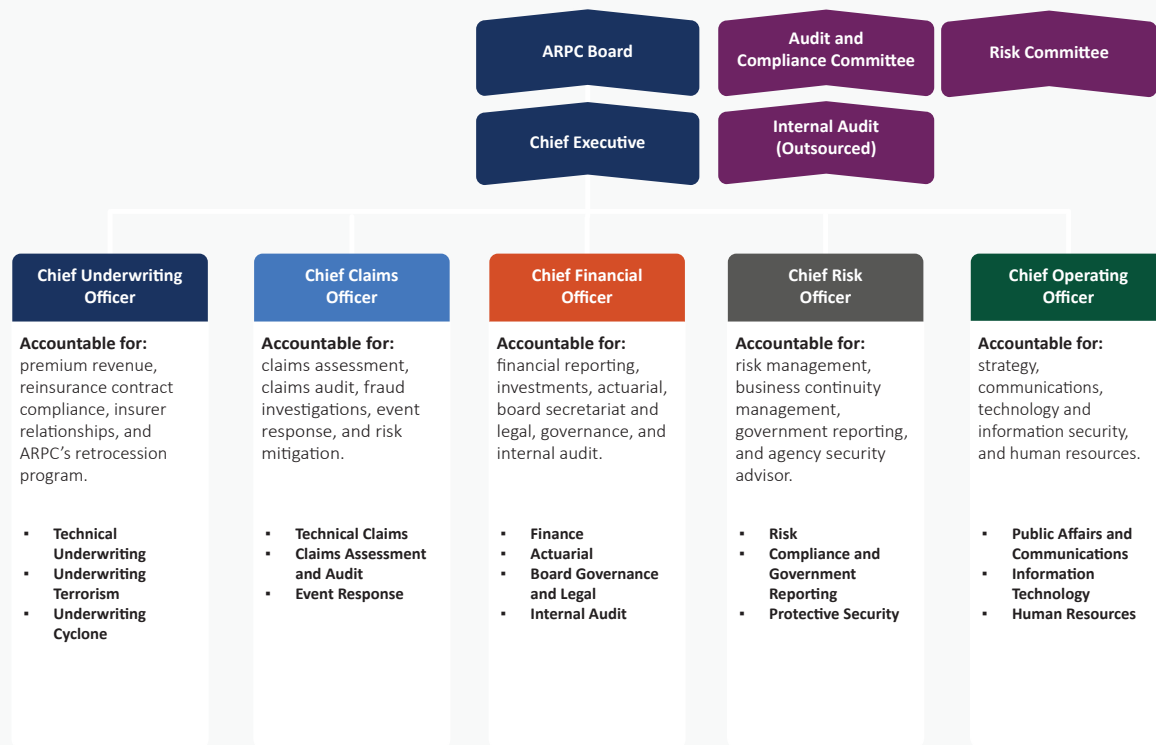 ARPC Board
Audit and
Compliance Committee
Risk Committee
Chief Executive
Internal Audit
(Outsourced)
Chief Underwriting
Officer
Accountable for:
premium revenue,
reinsurance contract
compliance, insurer
relationships, and
ARPC’s retrocession
program.
▪ Technical
Underwriting
▪ Underwriting
Terrorism
▪ Underwriting
Cyclone
Chief Claims
Officer
Accountable for:
claims assessment,
claims audit, fraud
investigations, event
response, and risk
mitigation.
▪ Technical Claims
▪ Claims Assessment
and Audit
▪ Event Response
Chief Financial
Officer
Accountable for:
financial reporting,
investments, actuarial,
board secretariat and
legal, governance, and
internal audit.
▪ Finance
▪ Actuarial
▪ Board Governance
and Legal
▪ Internal Audit
Chief Risk
Officer
Accountable for:
risk management,
business continuity
management,
government reporting,
and agency security
advisor.
▪ Risk
▪ Compliance and
Government
Reporting
▪ Protective Security
Chief Operating
Officer
Accountable for:
strategy,
communications,
technology and
information security,
and human resources.
▪ Public Affairs and
Communications
▪ Information
Technology
▪ Human Resources